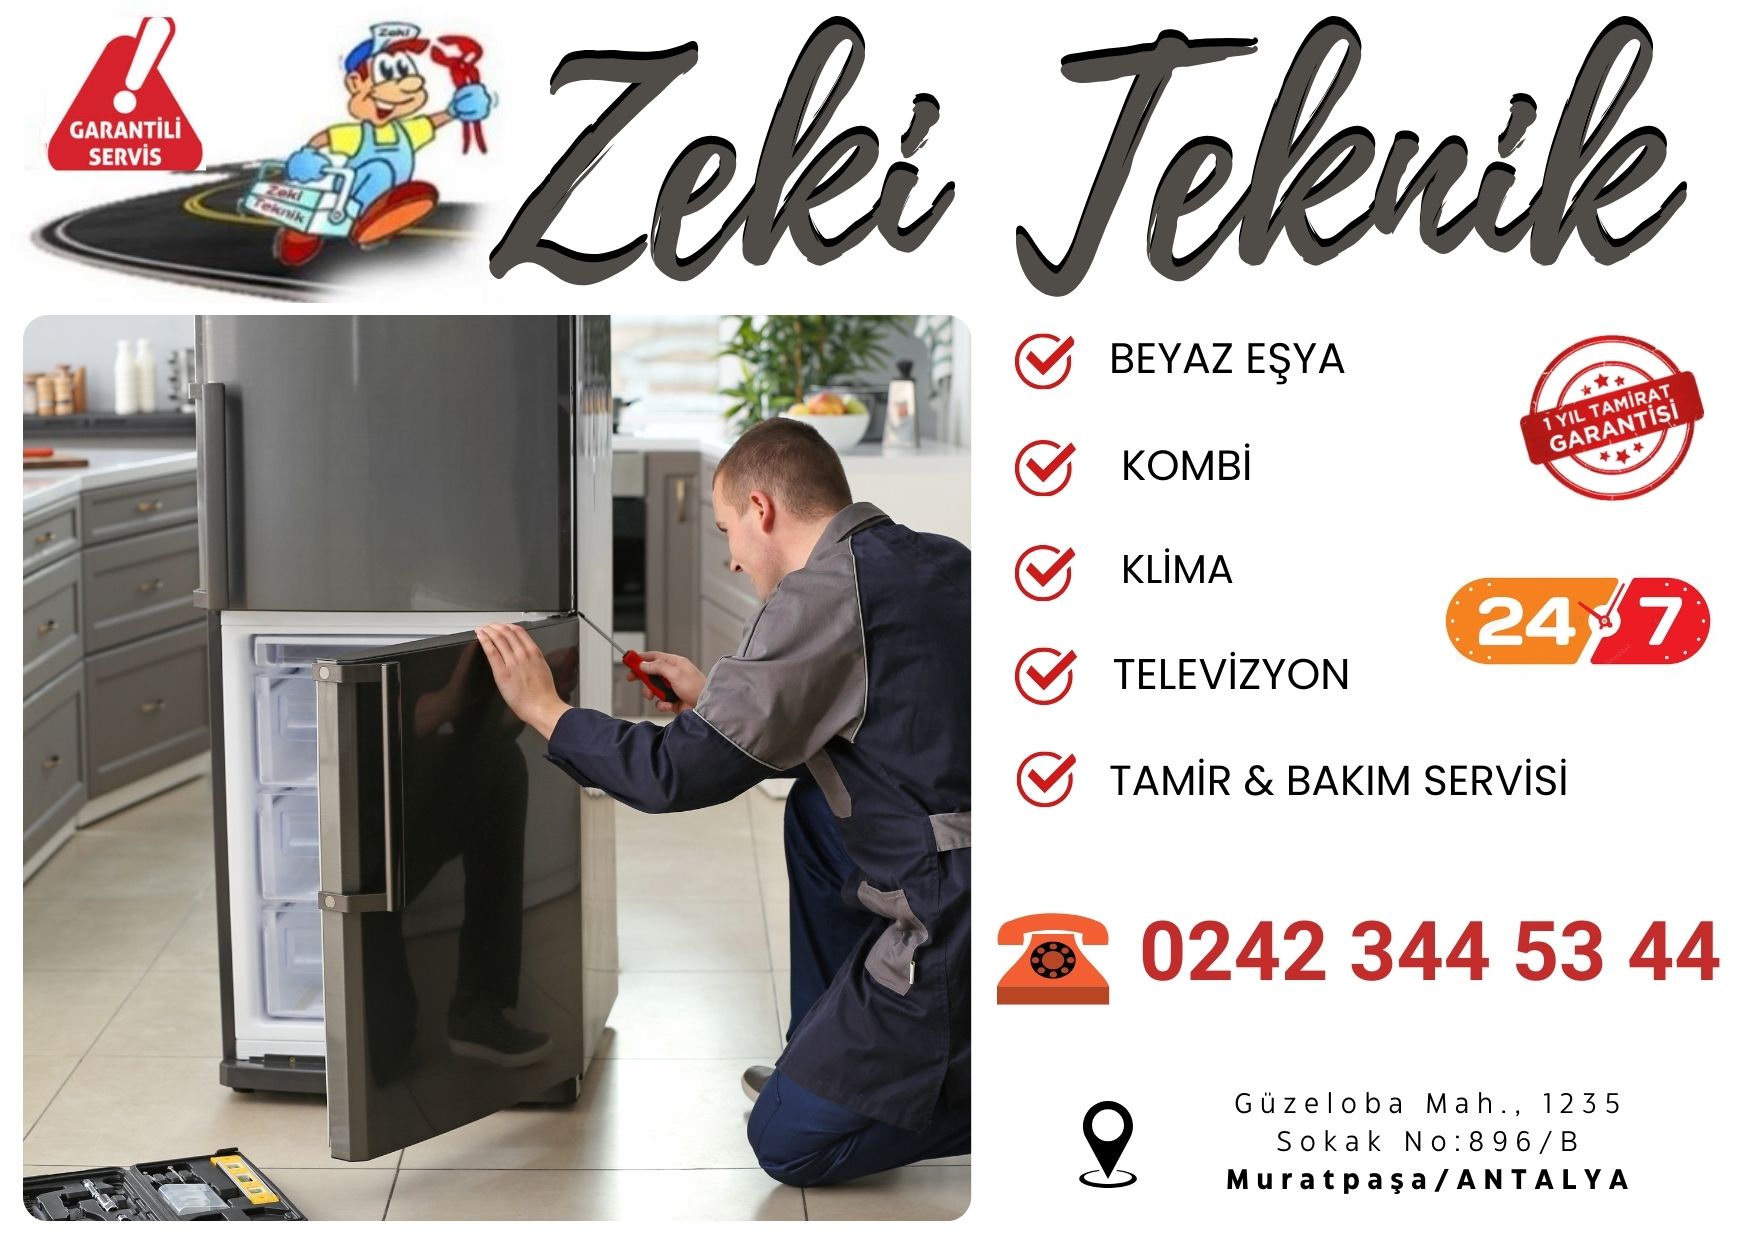 GARANTİLİ
SERVİS
Zeki
Zeki
Teknik
Zeki Teknik
BEYAZ EŞYA
KOMBİ
KLİMA
TELEVİZYON
TAMİR & BAKIM SERVİSİ
1 YIL TAMİRAT
GARANTİSİ
24 7
0242 344 53 44
Güzeloba Mah., 1235
Sokak No:896/B
Muratpaşa/ANTALYA